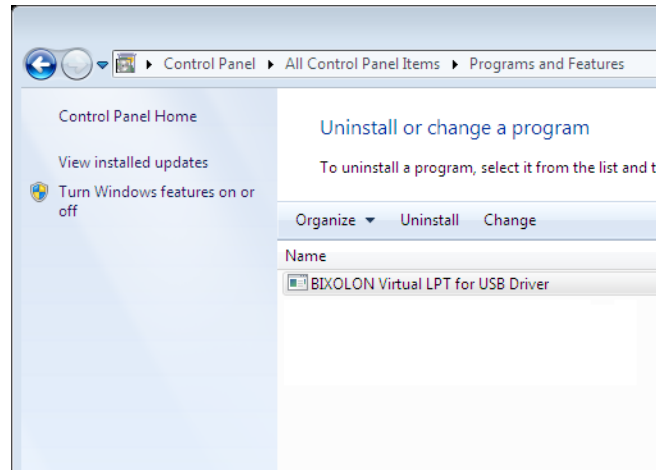 Control Panel All Control Panel Items Programs and Features
Control Panel Home
View installed updates
Turn Windows features on or
off
Uninstall or change a program
To uninstall a program, select it from the list and t
Organize Uninstall Change
Name
BIXOLON Virtual LPT for USB Driver